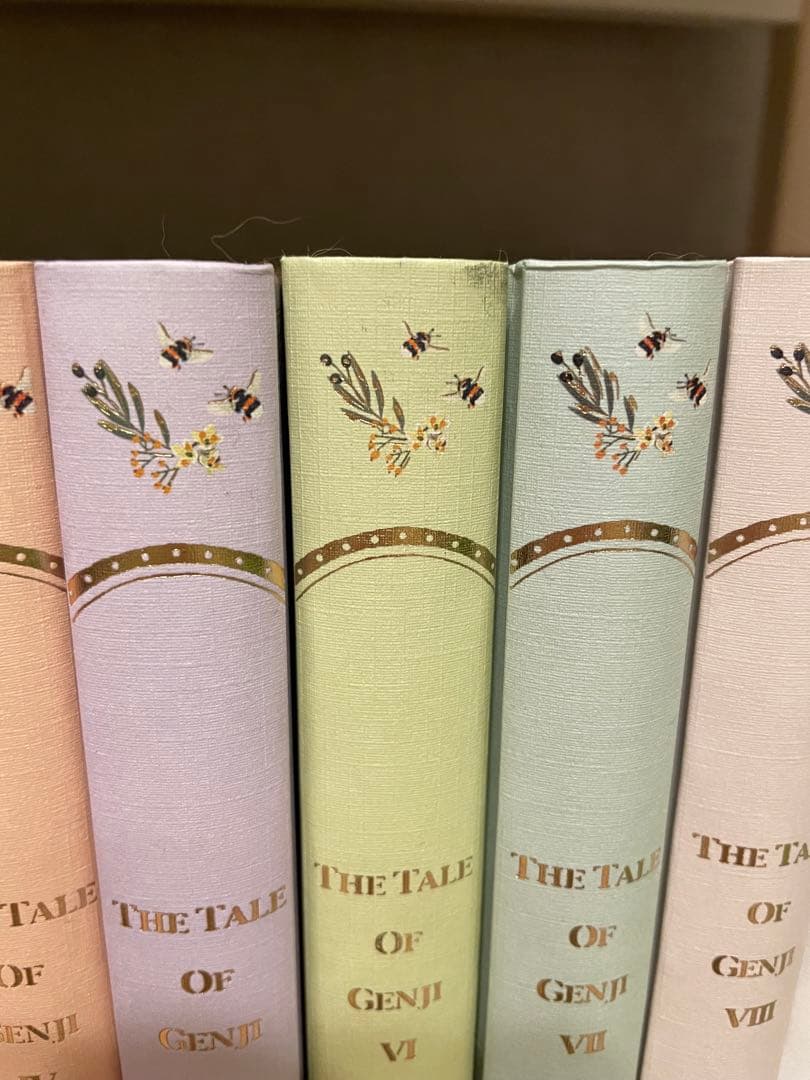 TALE
OF
GENJI
IV
THE TALE
OF
GENJI
THE TALE
OF
GENJI
VI
THE TALE
OF
GENJI
VII
THE TA
OF
GENJI
VIII